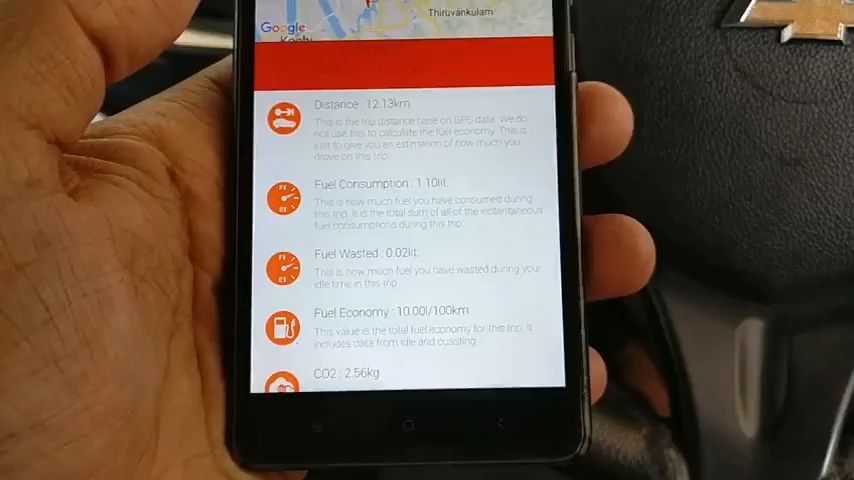 Thiruvankulam
Google
Kochi
Distance : 12.13km
This is the trip distance base on GPS data. We do
not use this to calculate the fuel economy. This is
just to give you an estimation of how much you
drove on this trip.
Fuel Consumption : 1.10lit.
This is how much fuel you have consumed during
this trip. It is the total sum of all of the instantaneous
fuel consumptions during this trip.
Fuel Wasted : 0.02lit.
This is how much fuel you have wasted during your
idle time in this trip.
Fuel Economy : 10.00l/100km
This value is the total fuel economy for this trip. It
includes data from idle and coasting.
CO2 : 2.56kg